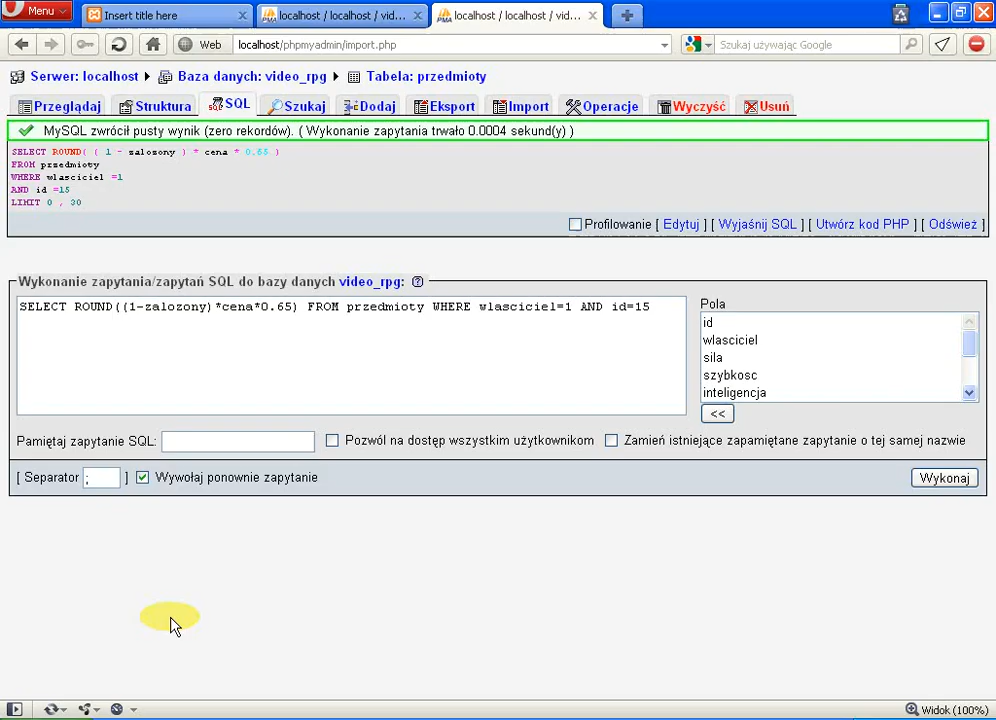 Menu
Insert title here
localhost / localhost / vid...
localhost / localhost / vid...
Web
localhost/phpmyadmin/import.php
Szukaj używając Google
Serwer: localhost
Baza danych: video_rpg
Tabela: przedmioty
Przeglądaj
Struktura
SQL
Szukaj
Dodaj
Eksport
Import
Operacje
Wyczyść
Usuń
MySQL zwrócił pusty wynik (zero rekordów). ( Wykonanie zapytania trwało 0.0004 sekund(y) )
SELECT ROUND( ( 1 - zalozony ) * cena * 0.65 )
FROM przedmioty
WHERE wlasciciel =1
AND id =15
LIMIT 0 , 30
Profilowanie [ Edytuj ] [ Wyjaśnij SQL ] [ Utwórz kod PHP ] [ Odśwież ]
Wykonanie zapytania/zapytań SQL do bazy danych video_rpg:
SELECT ROUND((1-zalozony)*cena*0.65) FROM przedmioty WHERE wlasciciel=1 AND id=15
Pola
id
wlasciciel
sila
szybkosc
inteligencja
<<
Pamiętaj zapytanie SQL:
Pozwól na dostęp wszystkim użytkownikom
Zamień istniejące zapamiętane zapytanie o tej samej nazwie
[ Separator ; ]
Wywołaj ponownie zapytanie
Wykonaj
Widok (100%)